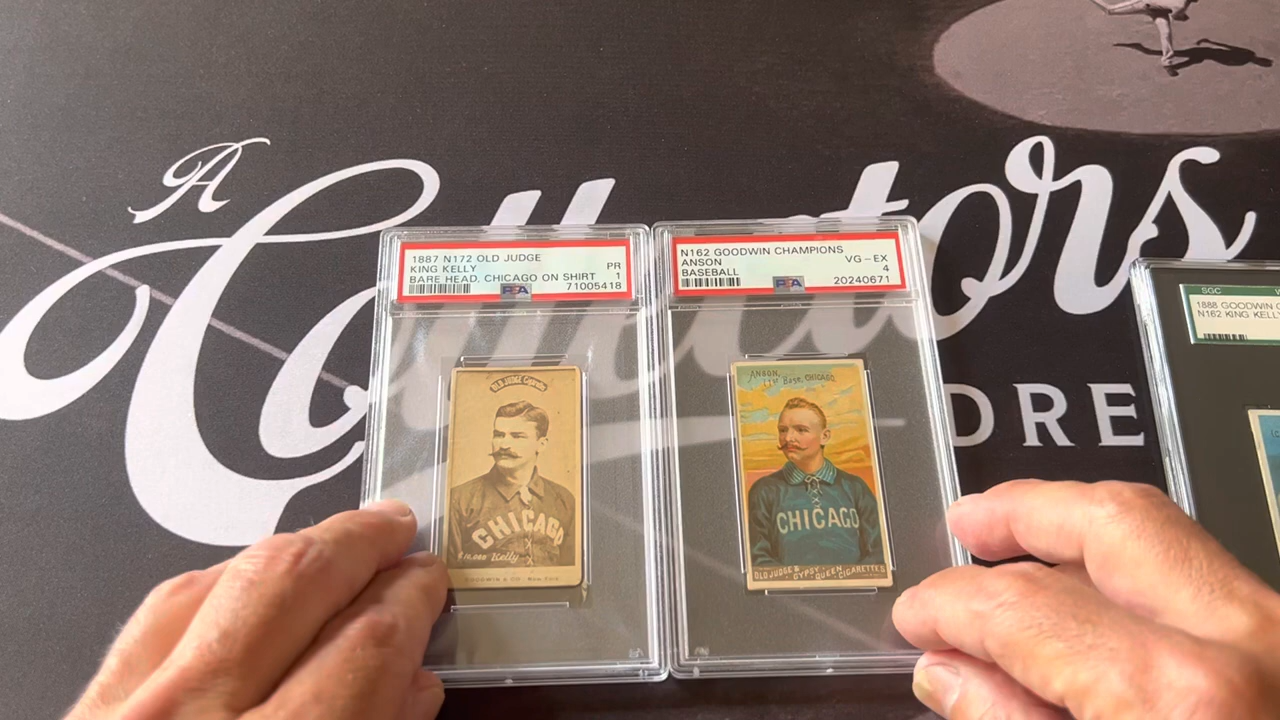 A
Collectors
DRE
1887 N172 OLD JUDGE
KING KELLY PR
BARE HEAD, CHICAGO ON SHIRT 1
PSA 71005418
OLD JUDGE Cigarettes
CHICAGO
Kelly
GOODWIN & CO. New York.
N162 GOODWIN CHAMPIONS
ANSON VG-EX
BASEBALL 4
PSA 20240671
ANSON,
1ST Base, CHICAGO.
CHICAGO
OLD JUDGE &
GYPSY QUEEN CIGARETTES
SGC
1888 GOODWIN
N162 KING KELLY